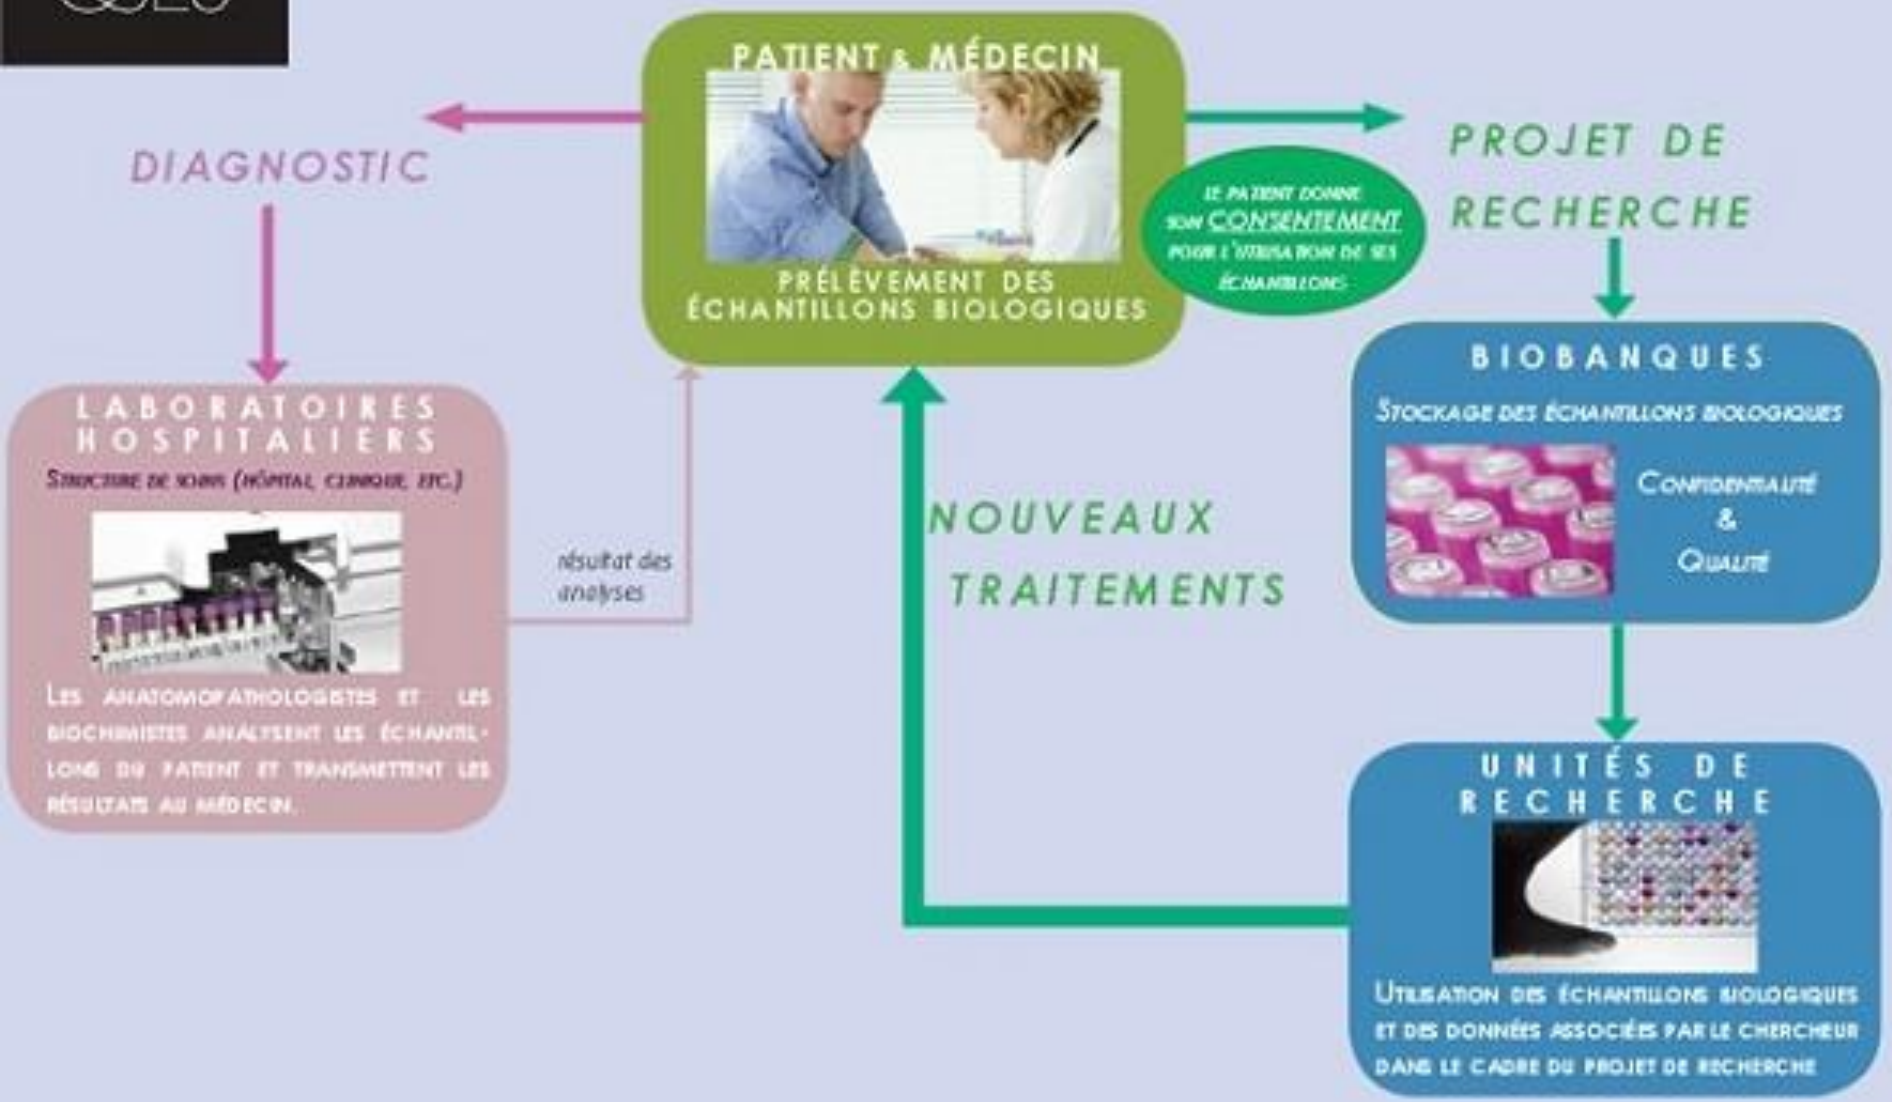 PATIENT & MÉDECIN
PRÉLÈVEMENT DES
ÉCHANTILLONS BIOLOGIQUES
DIAGNOSTIC
LABORATOIRES
HOSPITALIERS
STRUCTURE DE SOINS (HÔPITAL, CLINIQUE, ETC.)
LES ANATOMOPATHOLOGISTES ET LES
BIOCHIMISTES ANALYSENT LES ÉCHANTIL-
LONS DU PATIENT ET TRANSMETTENT LES
RÉSULTATS AU MÉDECIN.
résultat des
analyses
LE PATIENT DONNE
SON CONSENTEMENT
POUR L'UTILISATION DE SES
ÉCHANTILLONS
PROJET DE
RECHERCHE
BIOBANQUES
STOCKAGE DES ÉCHANTILLONS BIOLOGIQUES
CONFIDENTIALITÉ
&
QUALITÉ
NOUVEAUX
TRAITEMENTS
UNITÉS DE
RECHERCHE
UTILISATION DES ÉCHANTILLONS BIOLOGIQUES
ET DES DONNÉES ASSOCIÉES PAR LE CHERCHEUR
DANS LE CADRE DU PROJET DE RECHERCHE